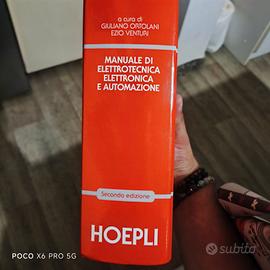 a cura di
GIULIANO ORTOLANI
EZIO VENTURI
MANUALE DI
ELETTROTECNICA
ELETTRONICA
E AUTOMAZIONE
Seconda edizione
HOEPLI
POCO X6 PRO 5G
subito